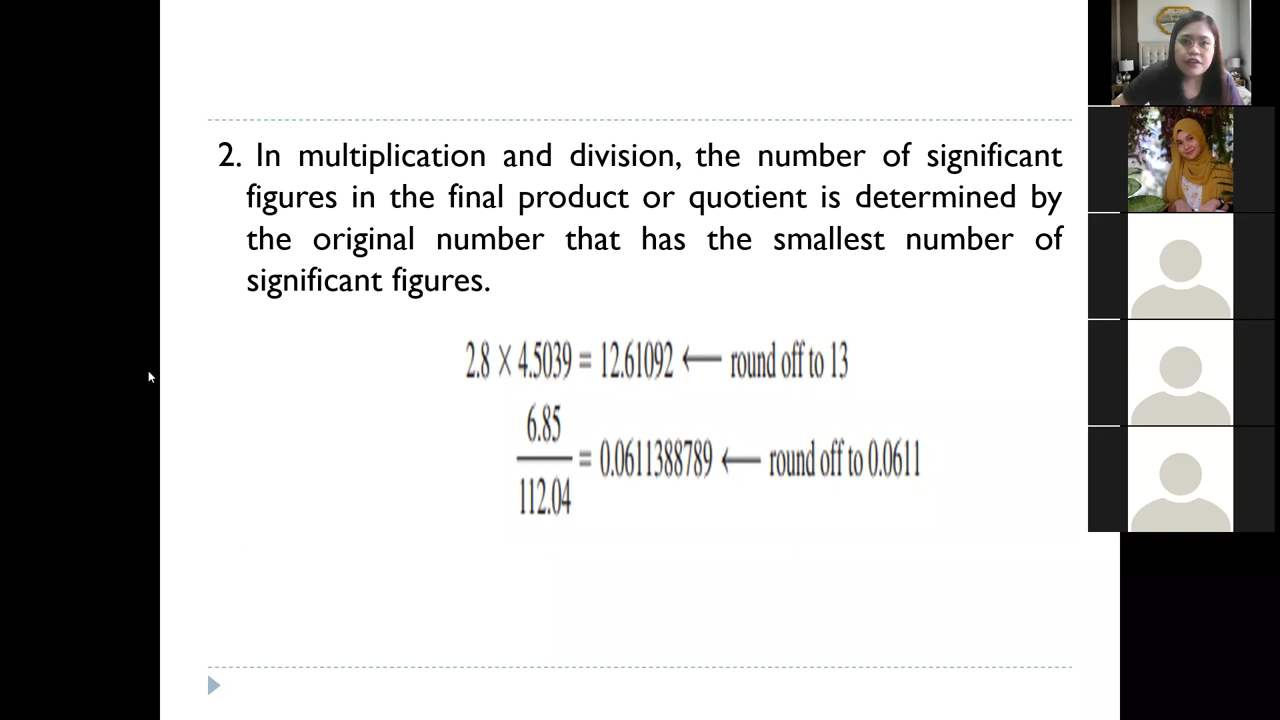 2. In multiplication and division, the number of significant
figures in the final product or quotient is determined by
the original number that has the smallest number of
significant figures.
2.8 × 4.5039 = 12.61092 ⟵ round off to 13
6.85
= 0.0611388789 ⟵ round off to 0.0611
112.04